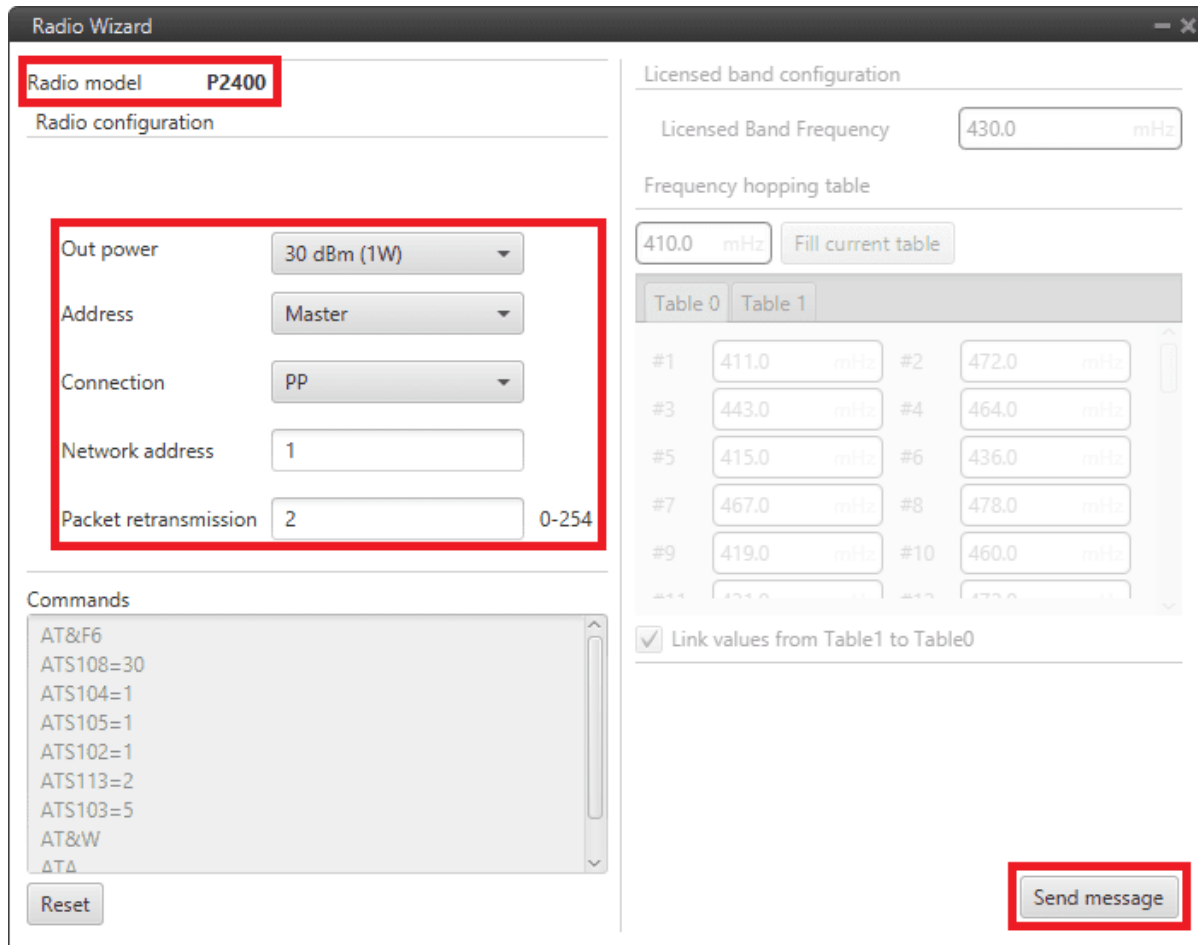 Radio Wizard
Radio model P2400
Radio configuration
Out power 30 dBm (1W)
Address Master
Connection PP
Network address 1
Packet retransmission 2 0-254
Commands
AT&F6
ATS108=30
ATS104=1
ATS105=1
ATS102=1
ATS113=2
ATS103=5
AT&W
ATA
Reset
Licensed band configuration
Licensed Band Frequency 430.0 mHz
Frequency hopping table
410.0 mHz Fill current table
Table 0 Table 1
#1 411.0 mHz #2 472.0 mHz
#3 443.0 mHz #4 464.0 mHz
#5 415.0 mHz #6 436.0 mHz
#7 467.0 mHz #8 478.0 mHz
#9 419.0 mHz #10 460.0 mHz
Link values from Table1 to Table0
Send message